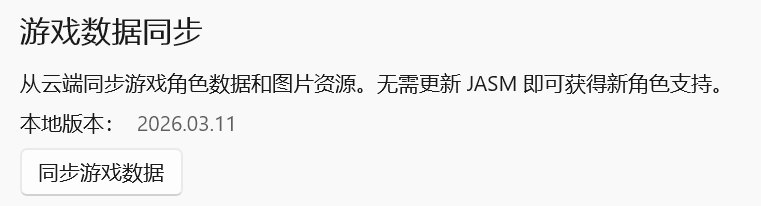 游戏数据同步
从云端同步游戏角色数据和图片资源。无需更新 JASM 即可获得新角色支持。
本地版本： 2026.03.11
同步游戏数据